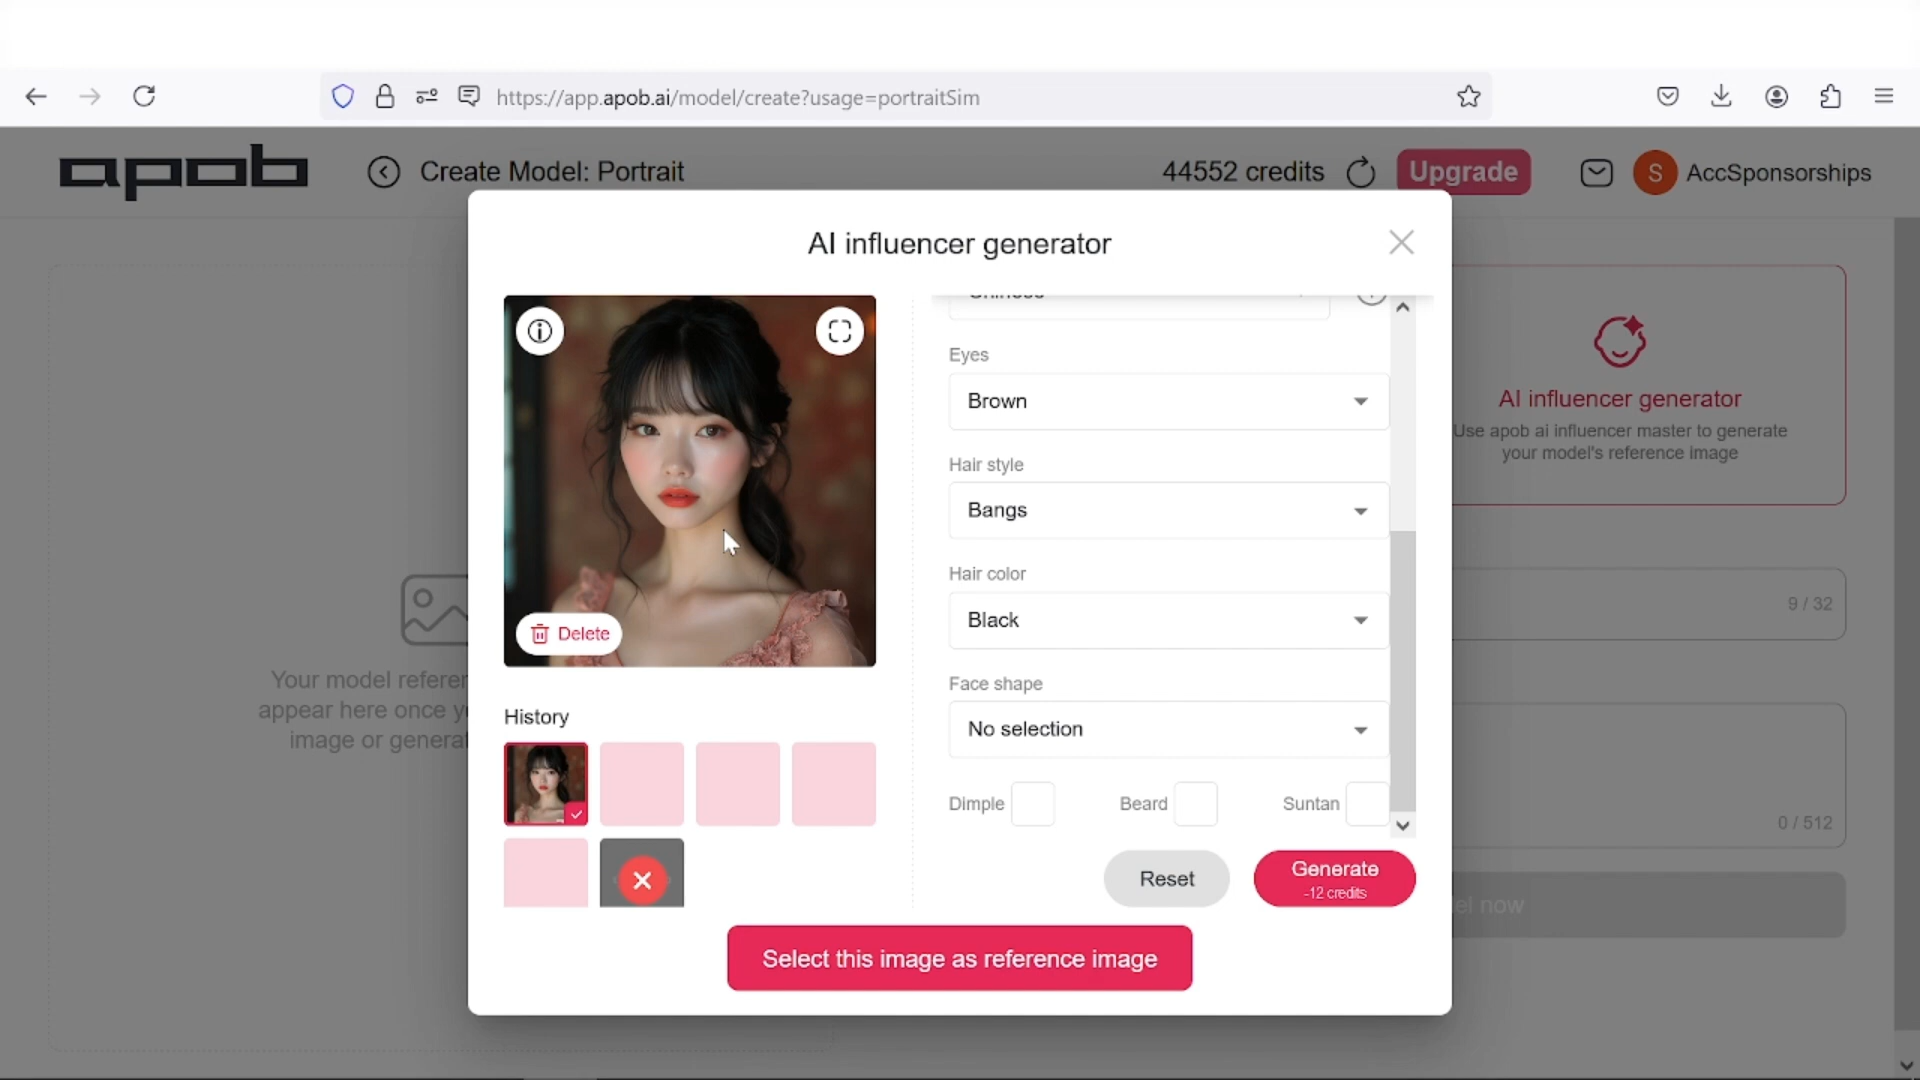 https://app.apob.ai/model/create?usage=portraitSim
apob
Create Model: Portrait
44552 credits
Upgrade
S
AccSponsorships
AI influencer generator
Delete
History
Eyes
Brown
Hair style
Bangs
Hair color
Black
Face shape
No selection
Dimple
Beard
Suntan
Reset
Generate
-12 credits
Select this image as reference image
Your model
appear here once
image or
AI influencer generator
Use apob ai influencer master to generate
your model's reference image
9 / 32
0 / 512
now